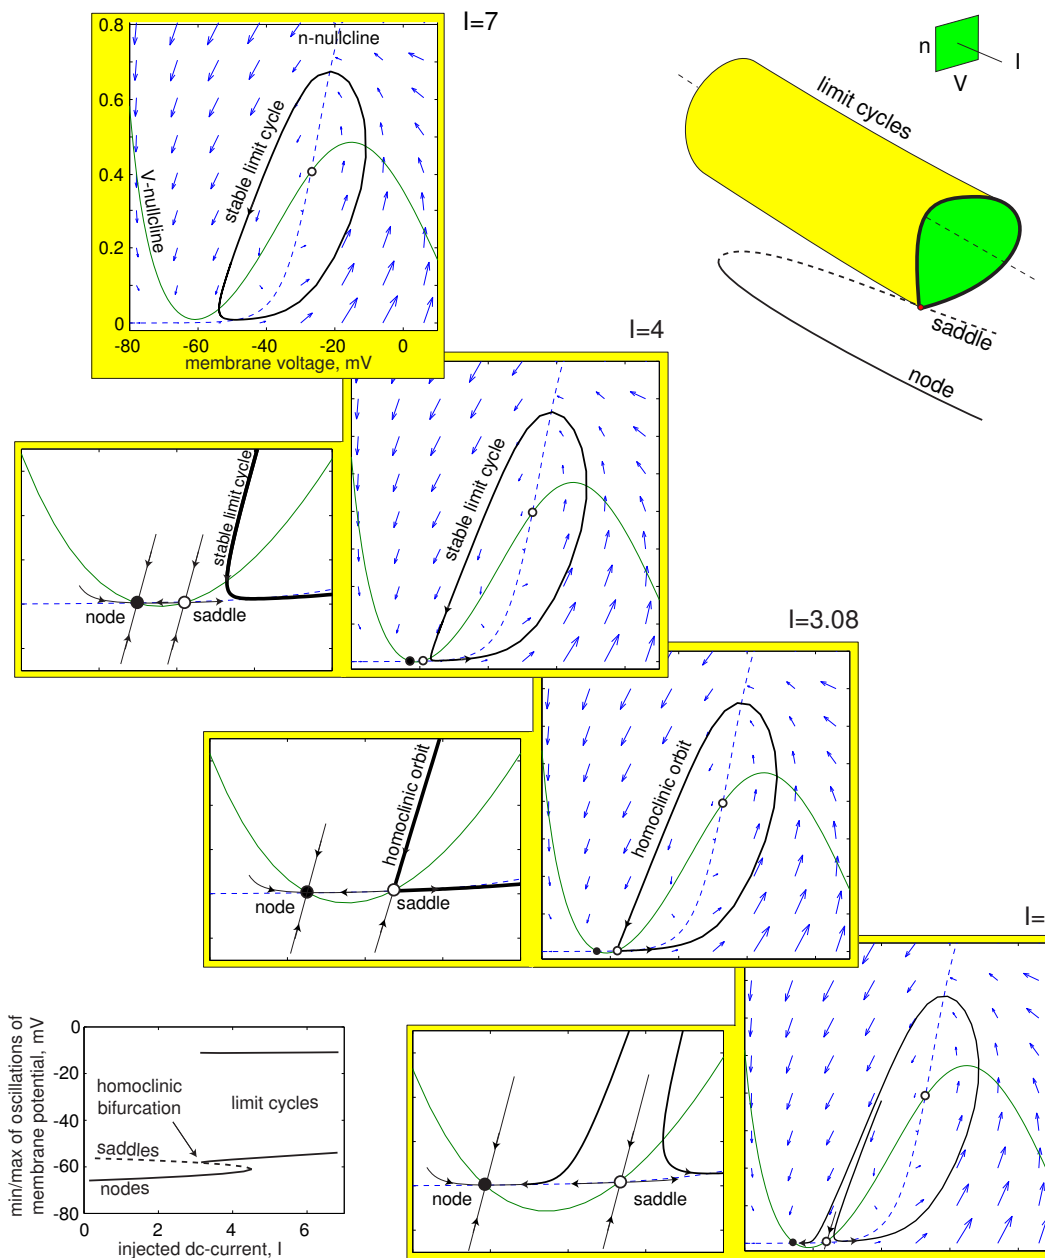 I=7
n-nullcline
stable limit cycle
V-nullcline
0.8
0.6
0.4
0.2
0
-80
-60
-40
-20
0
membrane voltage, mV
n
V
I
limit cycles
saddle
node
I=4
stable limit cycle
stable limit cycle
node
saddle
I=3.08
homoclinic orbit
homoclinic orbit
node
saddle
I=
node
saddle
min/max of oscillations of
membrane potential, mV
0
-20
-40
-60
-80
homoclinic
bifurcation
limit cycles
saddles
nodes
0
2
4
6
injected dc-current, I